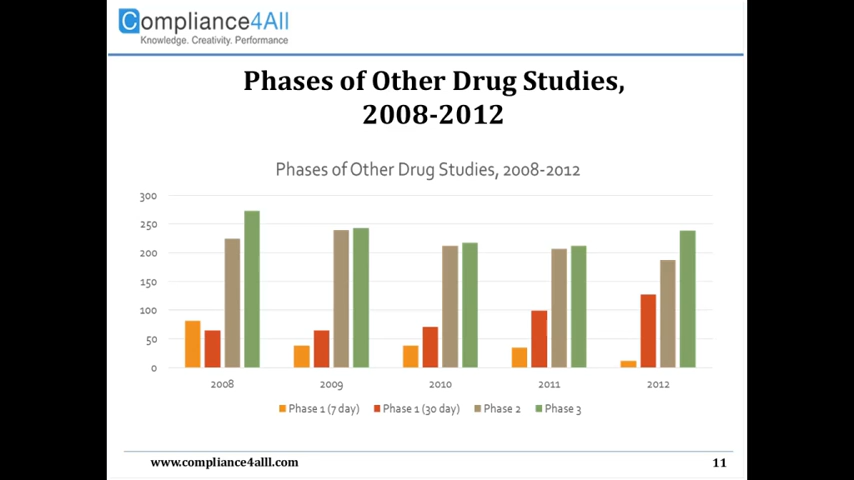 Compliance4All
Knowledge. Creativity. Performance
Phases of Other Drug Studies,
2008-2012
Phases of Other Drug Studies, 2008-2012
300
250
200
150
100
50
0
2008 2009 2010 2011 2012
Phase 1 (7 day) Phase 1 (30 day) Phase 2 Phase 3
www.compliance4alll.com 11